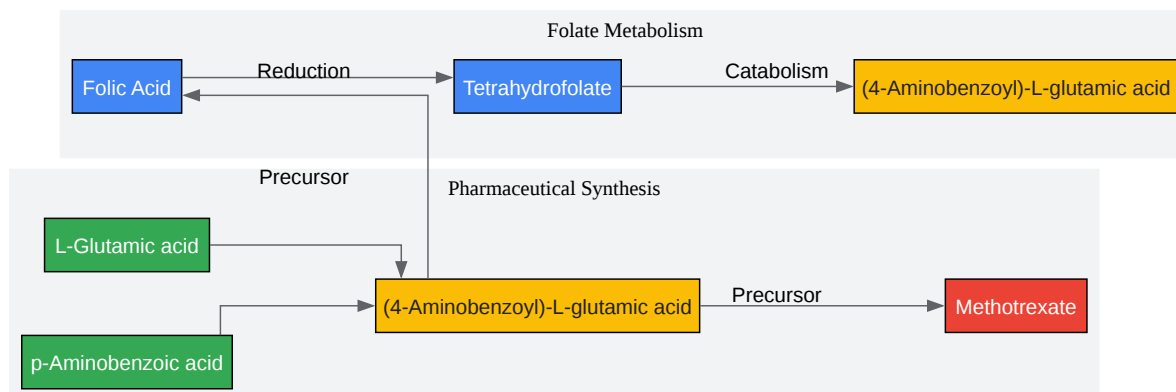 Folate Metabolism
Folic Acid
Reduction
Tetrahydrofolate
Catabolism
(4-Aminobenzoyl)-L-glutamic acid
Precursor
Pharmaceutical Synthesis
L-Glutamic acid
(4-Aminobenzoyl)-L-glutamic acid
Precursor
Methotrexate
p-Aminobenzoic acid